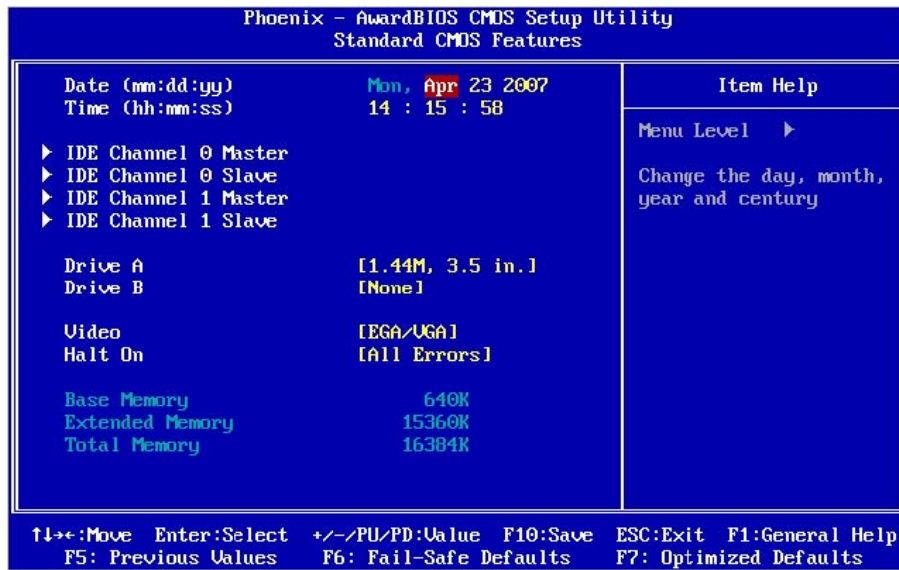 Phoenix - AwardBIOS CMOS Setup Utility
Standard CMOS Features
Date (mm:dd:yy) Mon, Apr 23 2007
Time (hh:mm:ss) 14 : 15 : 58
IDE Channel 0 Master
IDE Channel 0 Slave
IDE Channel 1 Master
IDE Channel 1 Slave
Drive A [1.44M, 3.5 in.]
Drive B [None]
Video [EGA/VGA]
Halt On [All Errors]
Base Memory 640K
Extended Memory 15360K
Total Memory 16384K
Item Help
Menu Level
Change the day, month,
year and century
↑↓→←:Move Enter:Select +/-/PU/PD:Value F10:Save ESC:Exit F1:General Help
F5: Previous Values F6: Fail-Safe Defaults F7: Optimized Defaults